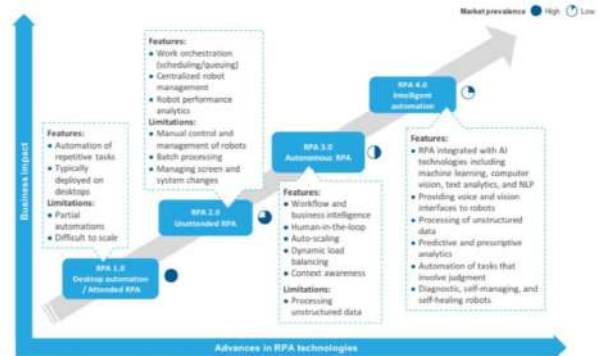 Market prevalence High Low
Features:
• Work orchestration
(scheduling/queuing)
• Centralized robot
management
• Robot performance
analytics
Limitations:
• Manual control and
management of robots
• Batch processing
• Managing screen and
system changes
RPA 4.0
Intelligent
automation
Features:
• Automation of
repetitive tasks
• Typically
deployed on
desktops
Limitations:
• Partial
automations
• Difficult to scale
RPA 3.0
Autonomous RPA
Features:
• RPA integrated with AI
technologies including
machine learning, computer
vision, text analytics, and NLP
• Providing voice and vision
interfaces to robots
• Processing of unstructured
data
• Predictive and prescriptive
analytics
• Automation of tasks that
involve judgment
• Diagnostic, self-managing, and
self-healing robots
RPA 2.0
Unattended RPA
Features:
• Workflow and
business intelligence
• Human-in-the-loop
• Auto-scaling
• Dynamic load
balancing
• Context awareness
Limitations:
• Processing
unstructured data
RPA 1.0
Desktop automation
/ Attended RPA
Business impact
Advances in RPA technologies